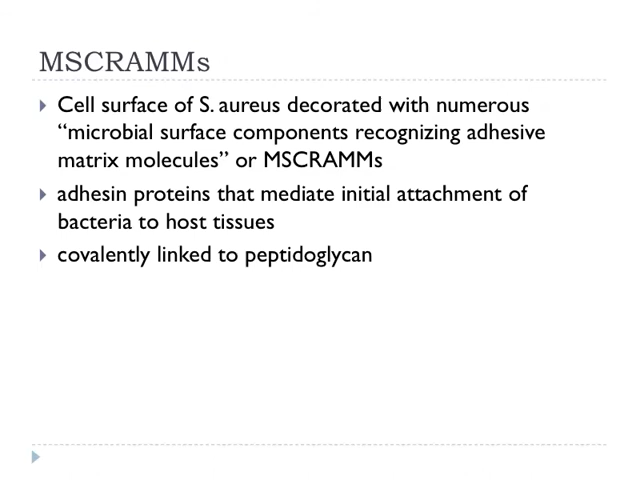 MSCRAMMs
Cell surface of S. aureus decorated with numerous
“microbial surface components recognizing adhesive
matrix molecules” or MSCRAMMs
adhesin proteins that mediate initial attachment of
bacteria to host tissues
covalently linked to peptidoglycan